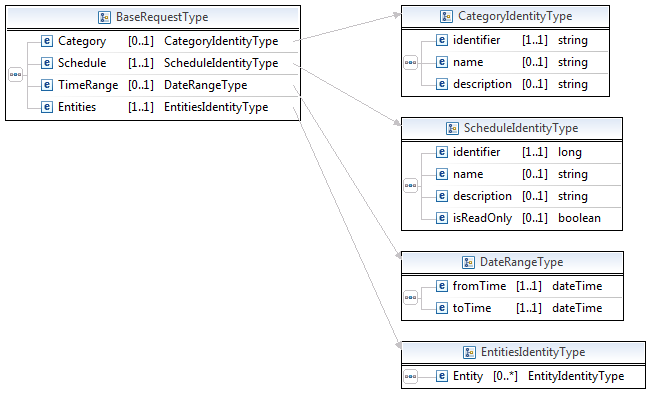 BaseRequestType
Category [0..1] CategoryIdentityType
Schedule [1..1] ScheduleIdentityType
TimeRange [0..1] DateRangeType
Entities [1..1] EntitiesIdentityType
CategoryIdentityType
identifier [1..1] string
name [0..1] string
description [0..1] string
ScheduleIdentityType
identifier [1..1] long
name [0..1] string
description [0..1] string
isReadOnly [0..1] boolean
DateRangeType
fromTime [1..1] dateTime
toTime [1..1] dateTime
EntitiesIdentityType
Entity [0..*] EntityIdentityType